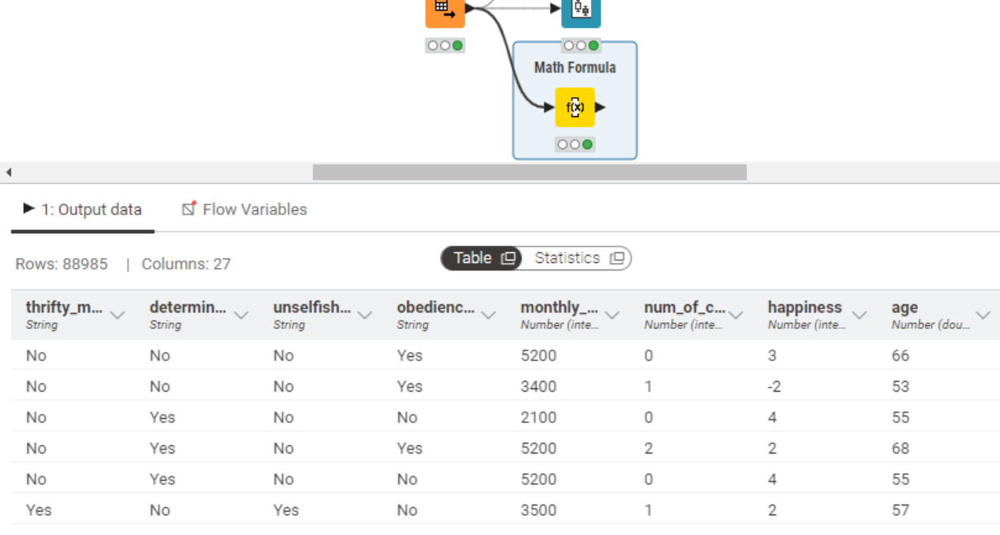 Math Formula
f(x)
1: Output data Flow Variables
Rows: 88985 | Columns: 27
Table Statistics
thrifty_m... determin... unselfish... obedienc... monthly_... num_of_c... happiness age
String String String String Number (inte... Number (inte... Number (inte... Number (dou...
No No No Yes 5200 0 3 66
No No No Yes 3400 1 -2 53
No Yes No No 2100 0 4 55
No Yes No Yes 5200 2 2 68
No Yes No No 5200 0 4 55
Yes No Yes No 3500 1 2 57